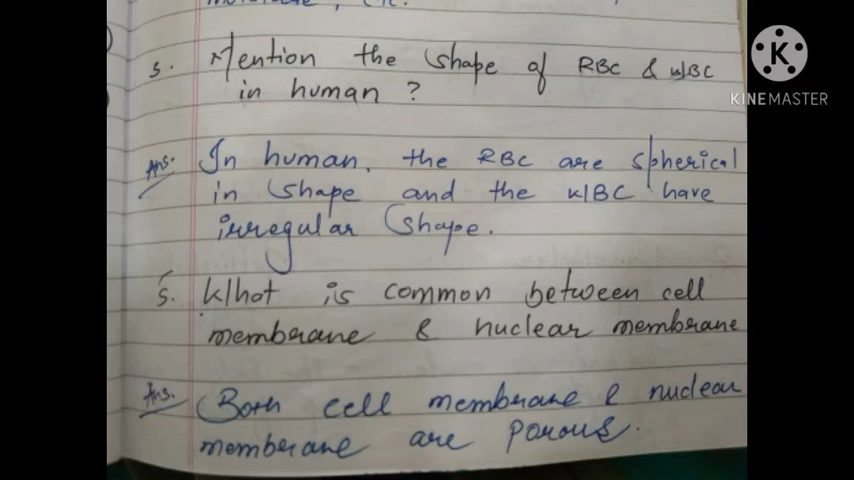 s. Mention the shape of RBC & WBC
in human ?
Ans. In human, the RBC are spherical
in shape and the WBC have
irregular shape.
s. What is common between cell
membrane & nuclear membrane
Ans. Both cell membrane & nuclear
membrane are porous.
K
KINEMASTER